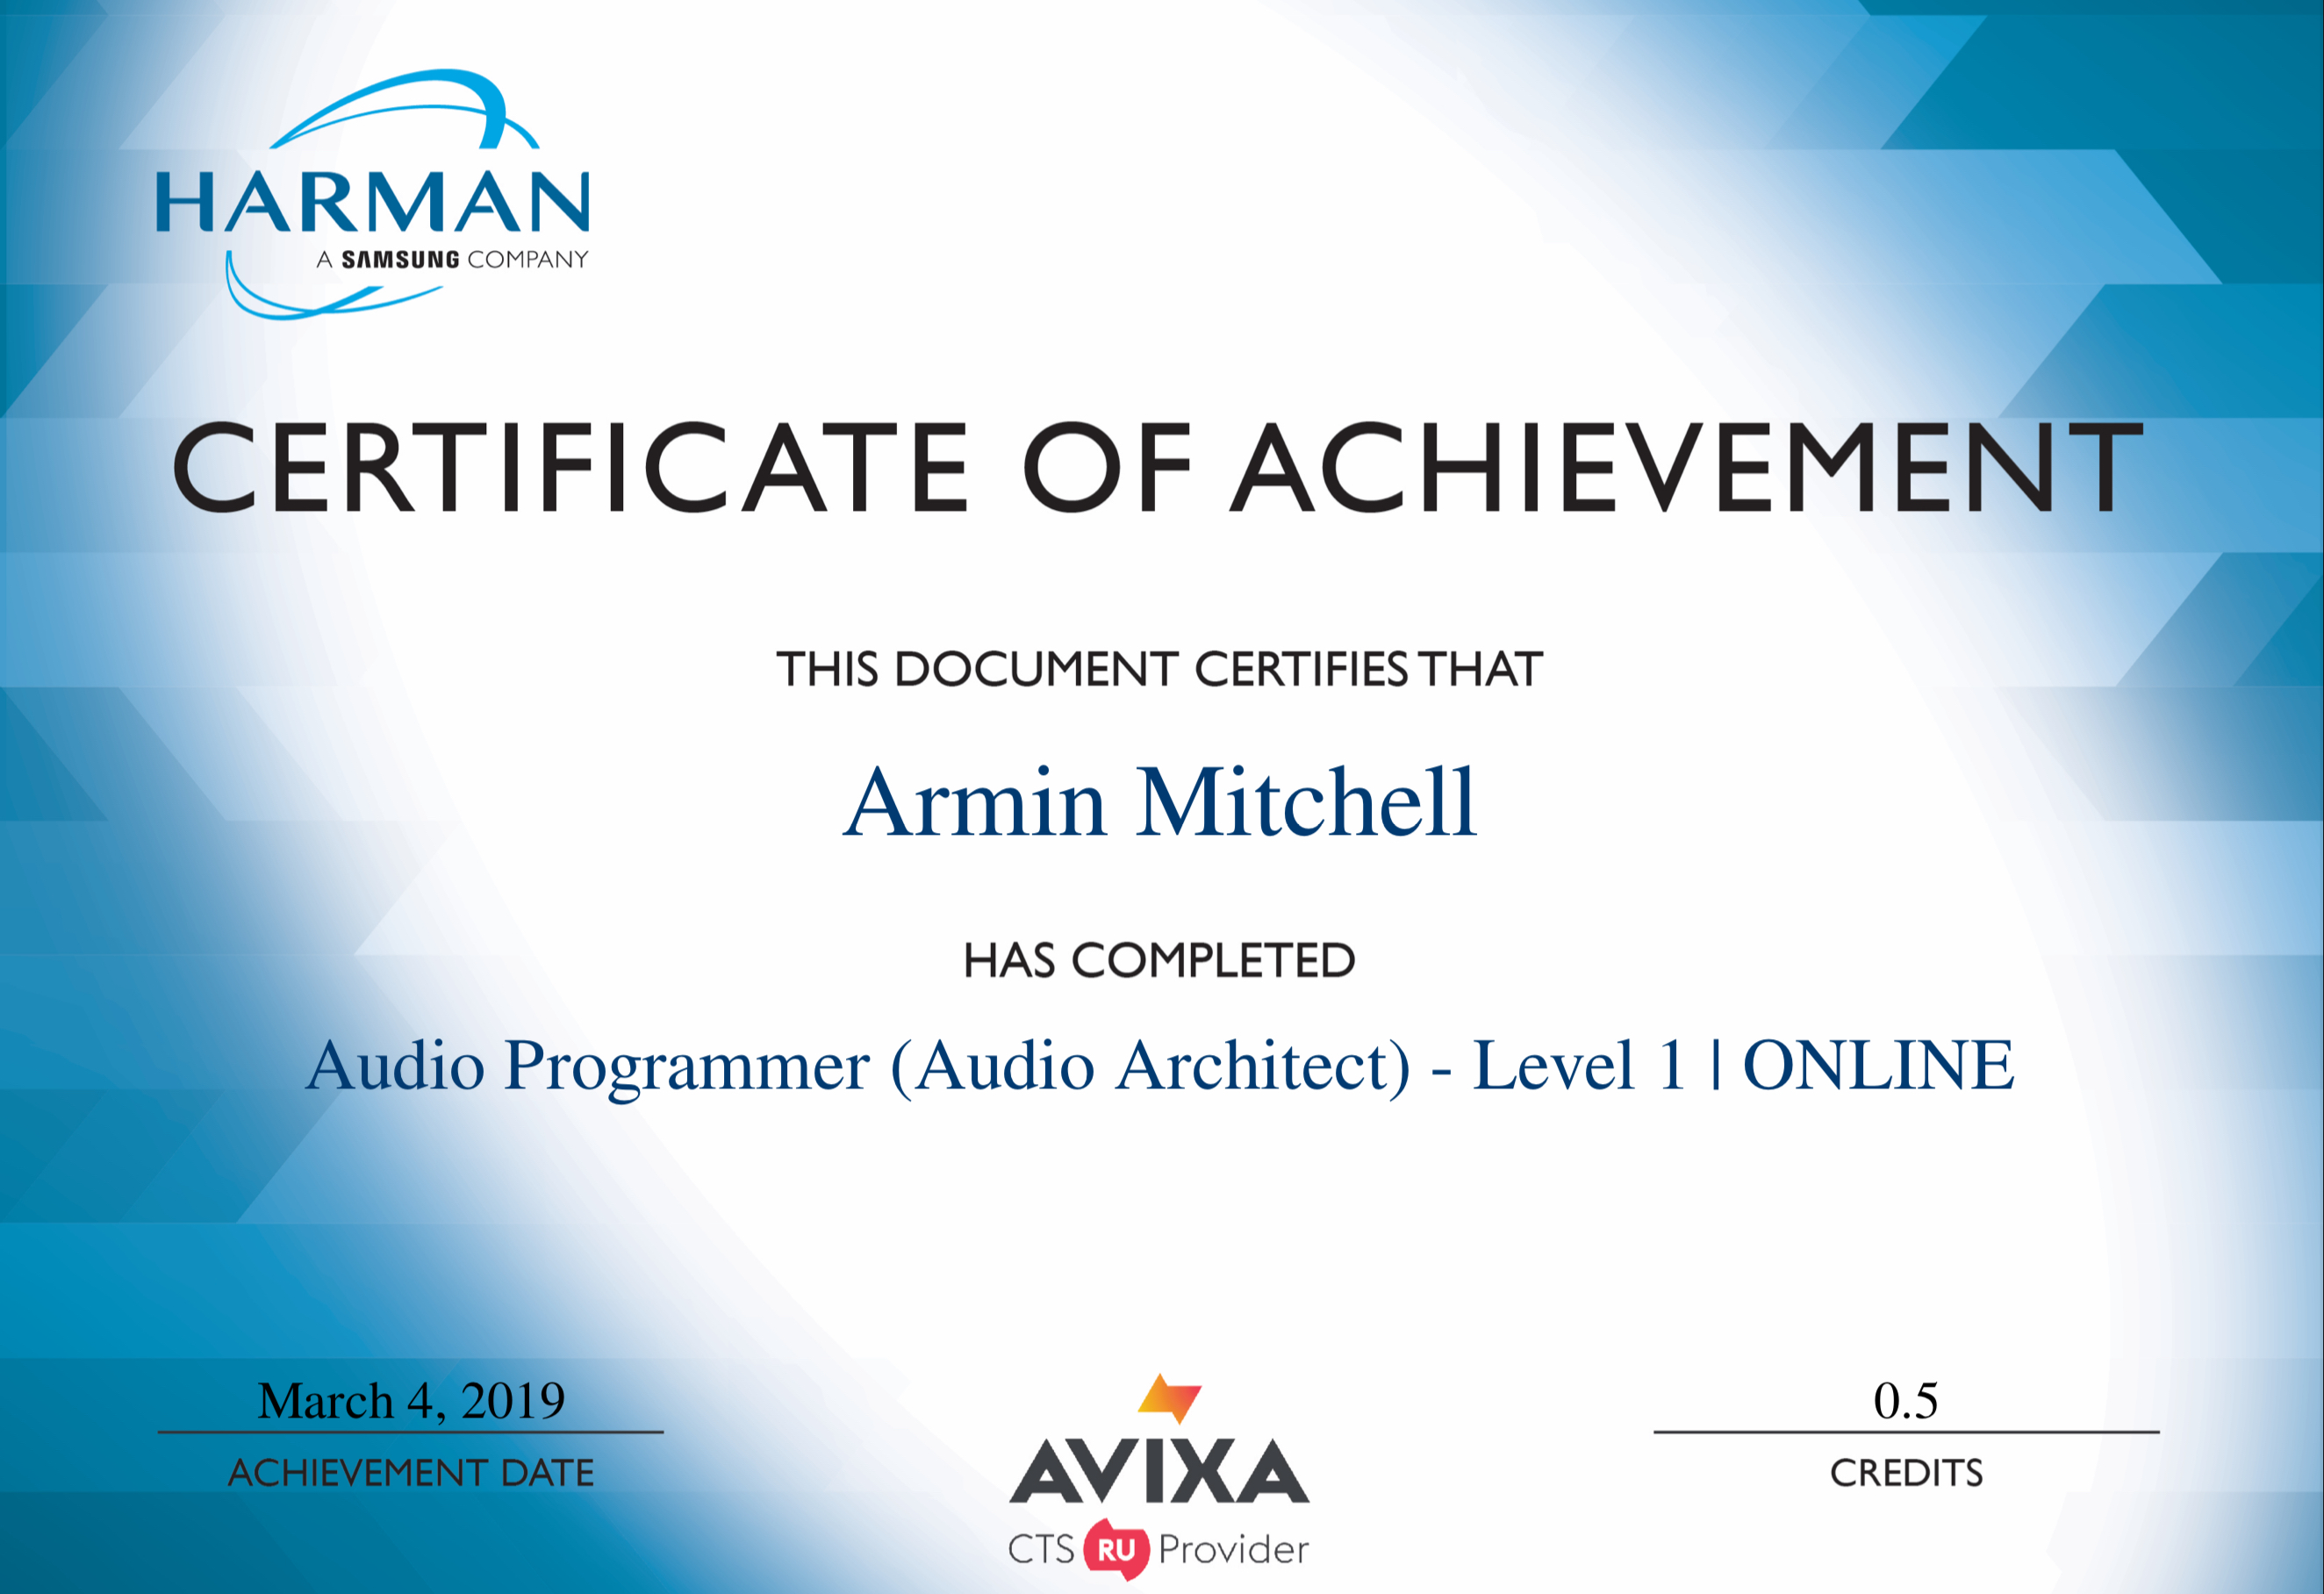 HARMAN
A SAMSUNG COMPANY
CERTIFICATE OF ACHIEVEMENT
THIS DOCUMENT CERTIFIES THAT
Armin Mitchell
HAS COMPLETED
Audio Programmer (Audio Architect) - Level 1 | ONLINE
March 4, 2019
ACHIEVEMENT DATE
AVIXA
CTS RU Provider
0.5
CREDITS